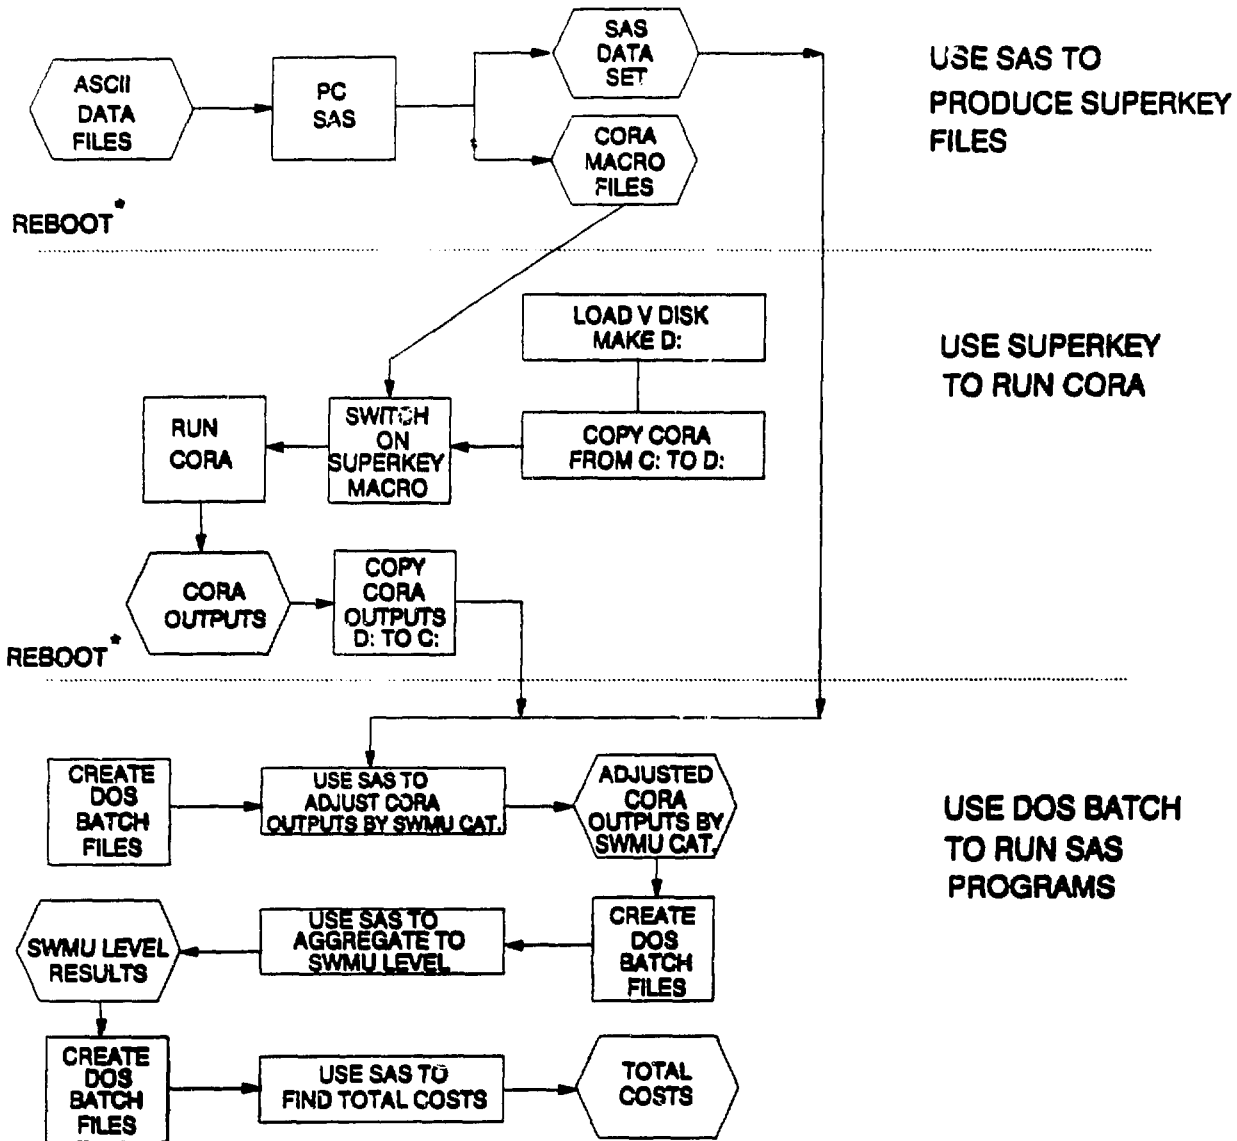 ASCII
DATA
FILES
PC
SAS
SAS
DATA
SET
CORA
MACRO
FILES
USE SAS TO
PRODUCE SUPERKEY
FILES
REBOOT*
LOAD V DISK
MAKE D:
COPY CORA
FROM C: TO D:
SWITCH
ON
SUPERKEY
MACRO
RUN
CORA
USE SUPERKEY
TO RUN CORA
CORA
OUTPUTS
COPY
CORA
OUTPUTS
D: TO C:
REBOOT*
CREATE
DOS
BATCH
FILES
USE SAS TO
ADJUST CORA
OUTPUTS BY SWMU CAT.
ADJUSTED
CORA
OUTPUTS BY
SWMU CAT.
USE DOS BATCH
TO RUN SAS
PROGRAMS
CREATE
DOS
BATCH
FILES
USE SAS TO
AGGREGATE TO
SWMU LEVEL
SWMU LEVEL
RESULTS
CREATE
DOS
BATCH
FILES
USE SAS TO
FIND TOTAL COSTS
TOTAL
COSTS